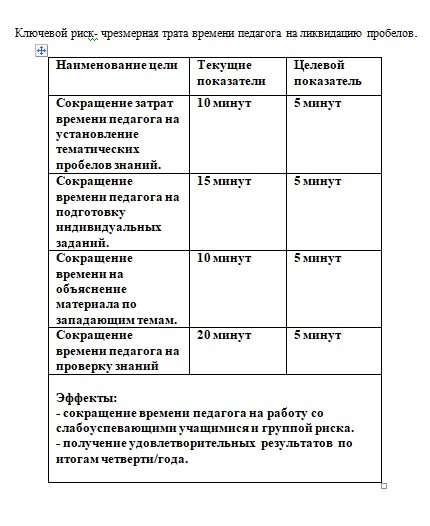 Ключевой риск- чрезмерная трата времени педагога на ликвидацию пробелов.
Наименование цели
Текущие
показатели
Целевой
показатель
Сокращение затрат
времени педагога на
установление
тематических
пробелов знаний.
10 минут
5 минут
Сокращение
времени педагога на
подготовку
индивидуальных
заданий.
15 минут
5 минут
Сокращение
времени на
объяснение
материала по
западающим темам.
10 минут
5 минут
Сокращение
времени педагога на
проверку знаний
20 минут
5 минут
Эффекты:
- сокращение времени педагога на работу со
слабоуспевающими учащимися и группой риска.
- получение удовлетворительных результатов по
итогам четверти/года.